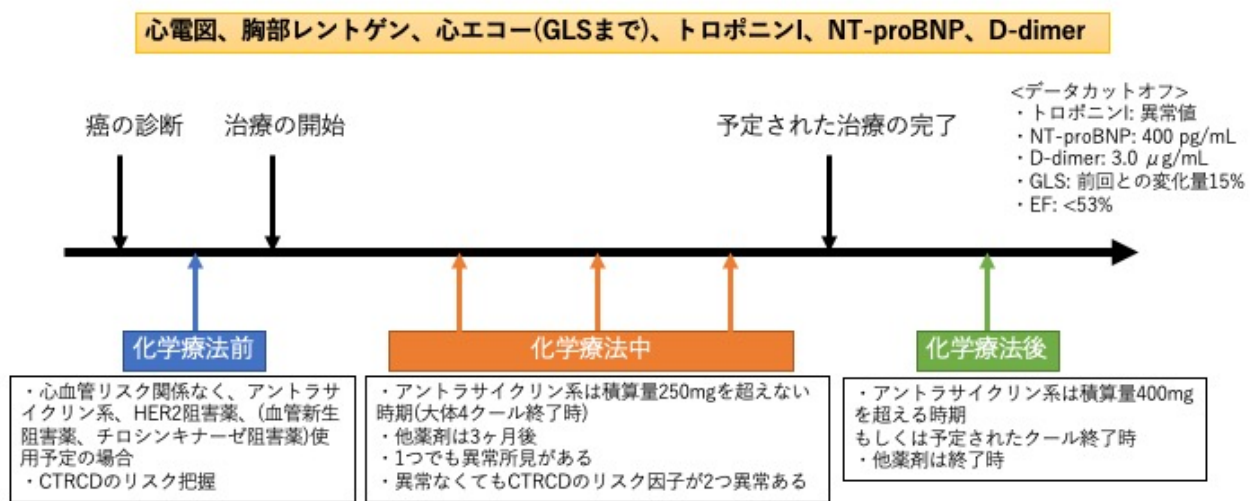 心電図、胸部レントゲン、心エコー(GLSまで)、トロポニンI、NT-proBNP、D-dimer
<データカットオフ>
・トロポニンI: 異常値
・NT-proBNP: 400 pg/mL
・D-dimer: 3.0 μg/mL
・GLS: 前回との変化量15%
・EF: <53%
癌の診断
治療の開始
予定された治療の完了
化学療法前
・心血管リスク関係なく、アントラサ
イクリン系、HER2阻害薬、(血管新生
阻害薬、チロシンキナーゼ阻害薬)使
用予定の場合
・CTRCDのリスク把握
化学療法中
・アントラサイクリン系は積算量250mgを超えない
時期(大体4クール終了時)
・他薬剤は3ヶ月後
・1つでも異常所見がある
・異常なくてもCTRCDのリスク因子が2つ異常ある
化学療法後
・アントラサイクリン系は積算量400mg
を超える時期
もしくは予定されたクール終了時
・他薬剤は終了時